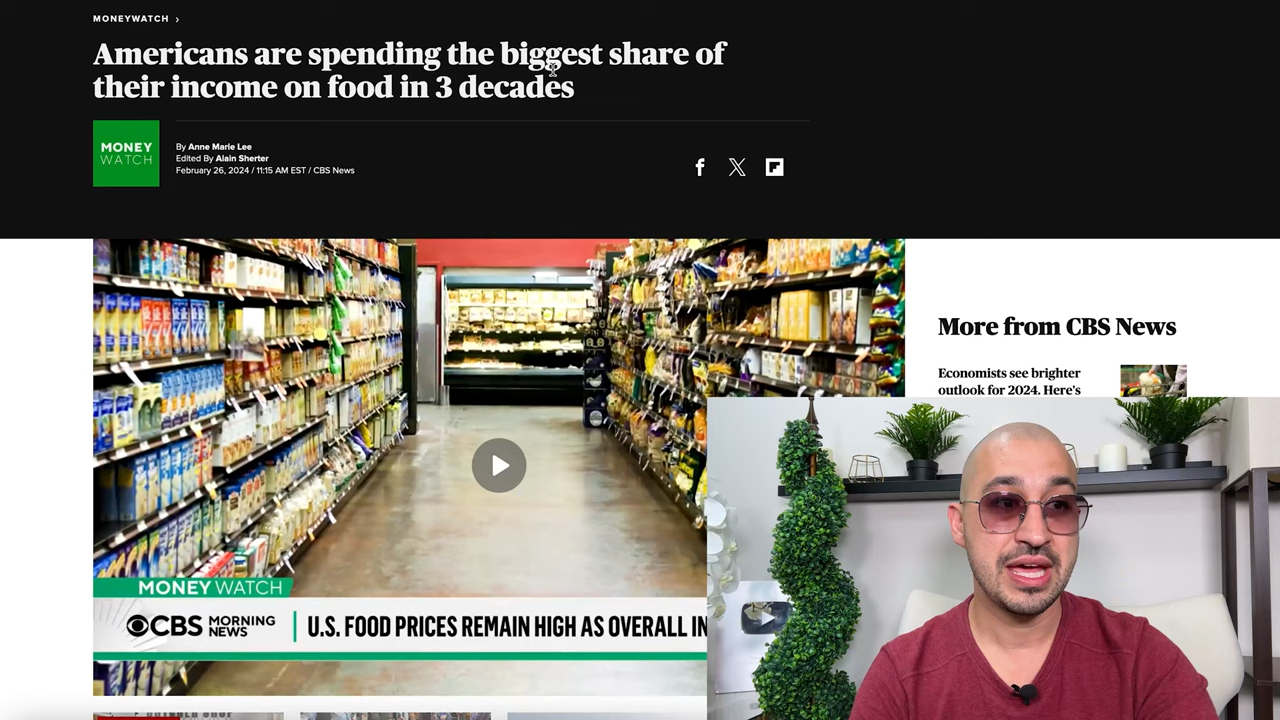 MONEYWATCH >
Americans are spending the biggest share of
their income on food in 3 decades
MONEY
WATCH
By Anne Marie Lee
Edited By Alain Sherter
February 26, 2024 / 11:15 AM EST / CBS News
More from CBS News
Economists see brighter
outlook for 2024. Here's
MONEY WATCH
CBS MORNING
NEWS
U.S. FOOD PRICES REMAIN HIGH AS OVERALL IN